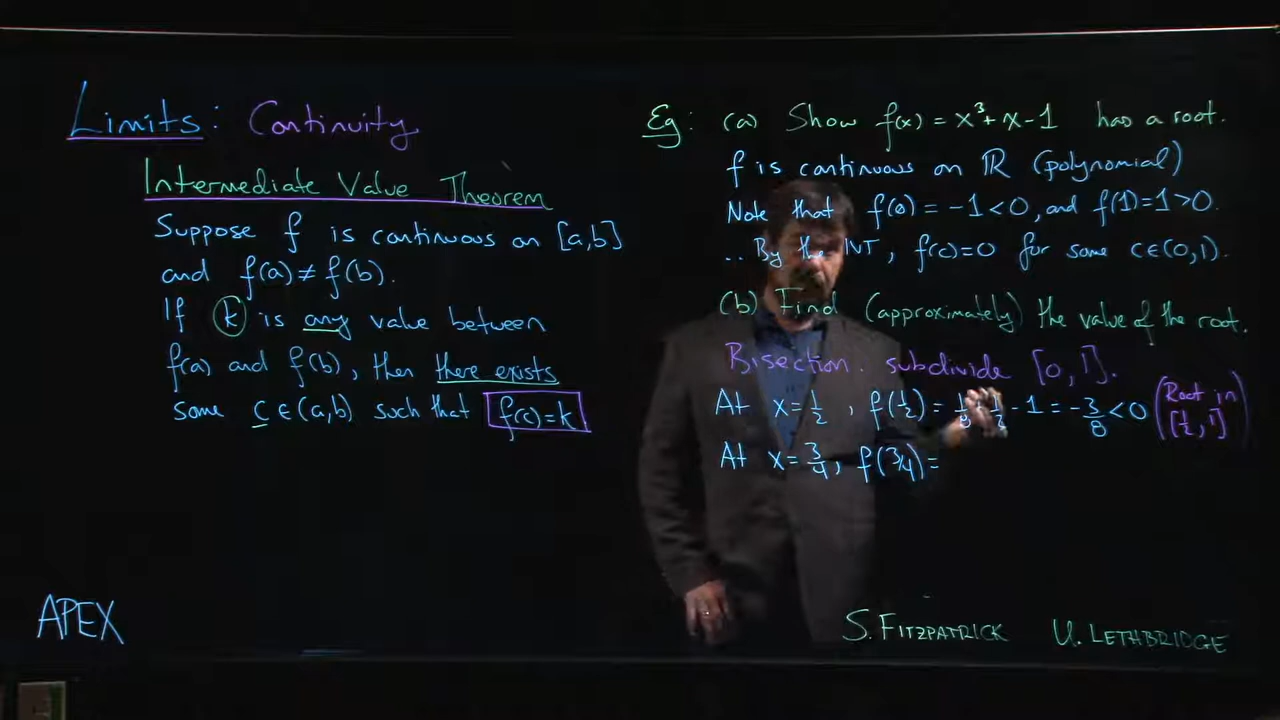 Limits: Continuity
Intermediate Value Theorem
Suppose f is continuous on [a,b]
and f(a) ≠ f(b).
If k is any value between
f(a) and f(b), then there exists
some c ∈ (a,b) such that f(c)=k
APEX
Eg: (a) Show f(x) = x³ + x - 1 has a root.
f is continuous on ℝ (polynomial)
Note that f(0) = -1 < 0, and f(1) = 1 > 0.
∴ By the IVT, f(c)=0 for some c∈(0,1).
(b) Find (approximately) the value of the root.
Bisection. subdivide [0,1].
At x = 1/2, f(1/2) = 1/8 + 1/2 - 1 = -3/8 < 0 (Root in [1/2, 1])
At x = 3/4, f(3/4) =
S. FITZPATRICK U. LETHBRIDGE